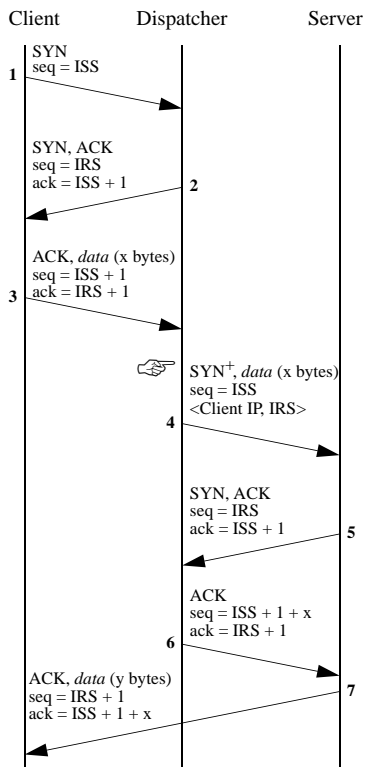 Client Dispatcher Server
SYN
seq = ISS
1
SYN, ACK
seq = IRS
ack = ISS + 1
2
ACK, data (x bytes)
seq = ISS + 1
ack = IRS + 1
3
SYN+, data (x bytes)
seq = ISS
<Client IP, IRS>
4
SYN, ACK
seq = IRS
ack = ISS + 1
5
ACK
seq = ISS + 1 + x
ack = IRS + 1
6
7
ACK, data (y bytes)
seq = IRS + 1
ack = ISS + 1 + x